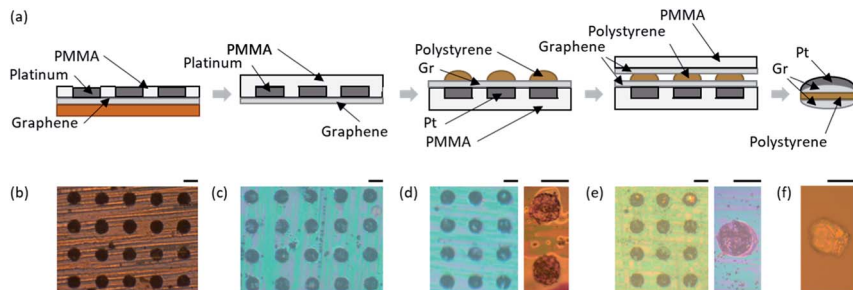 (a)
PMMA
Platinum
Graphene
PMMA
Platinum
Graphene
Polystyrene
Gr
Pt
PMMA
PMMA
Graphene
Polystyrene
Pt
Gr
Polystyrene
(b)
(c)
(d)
(e)
(f)